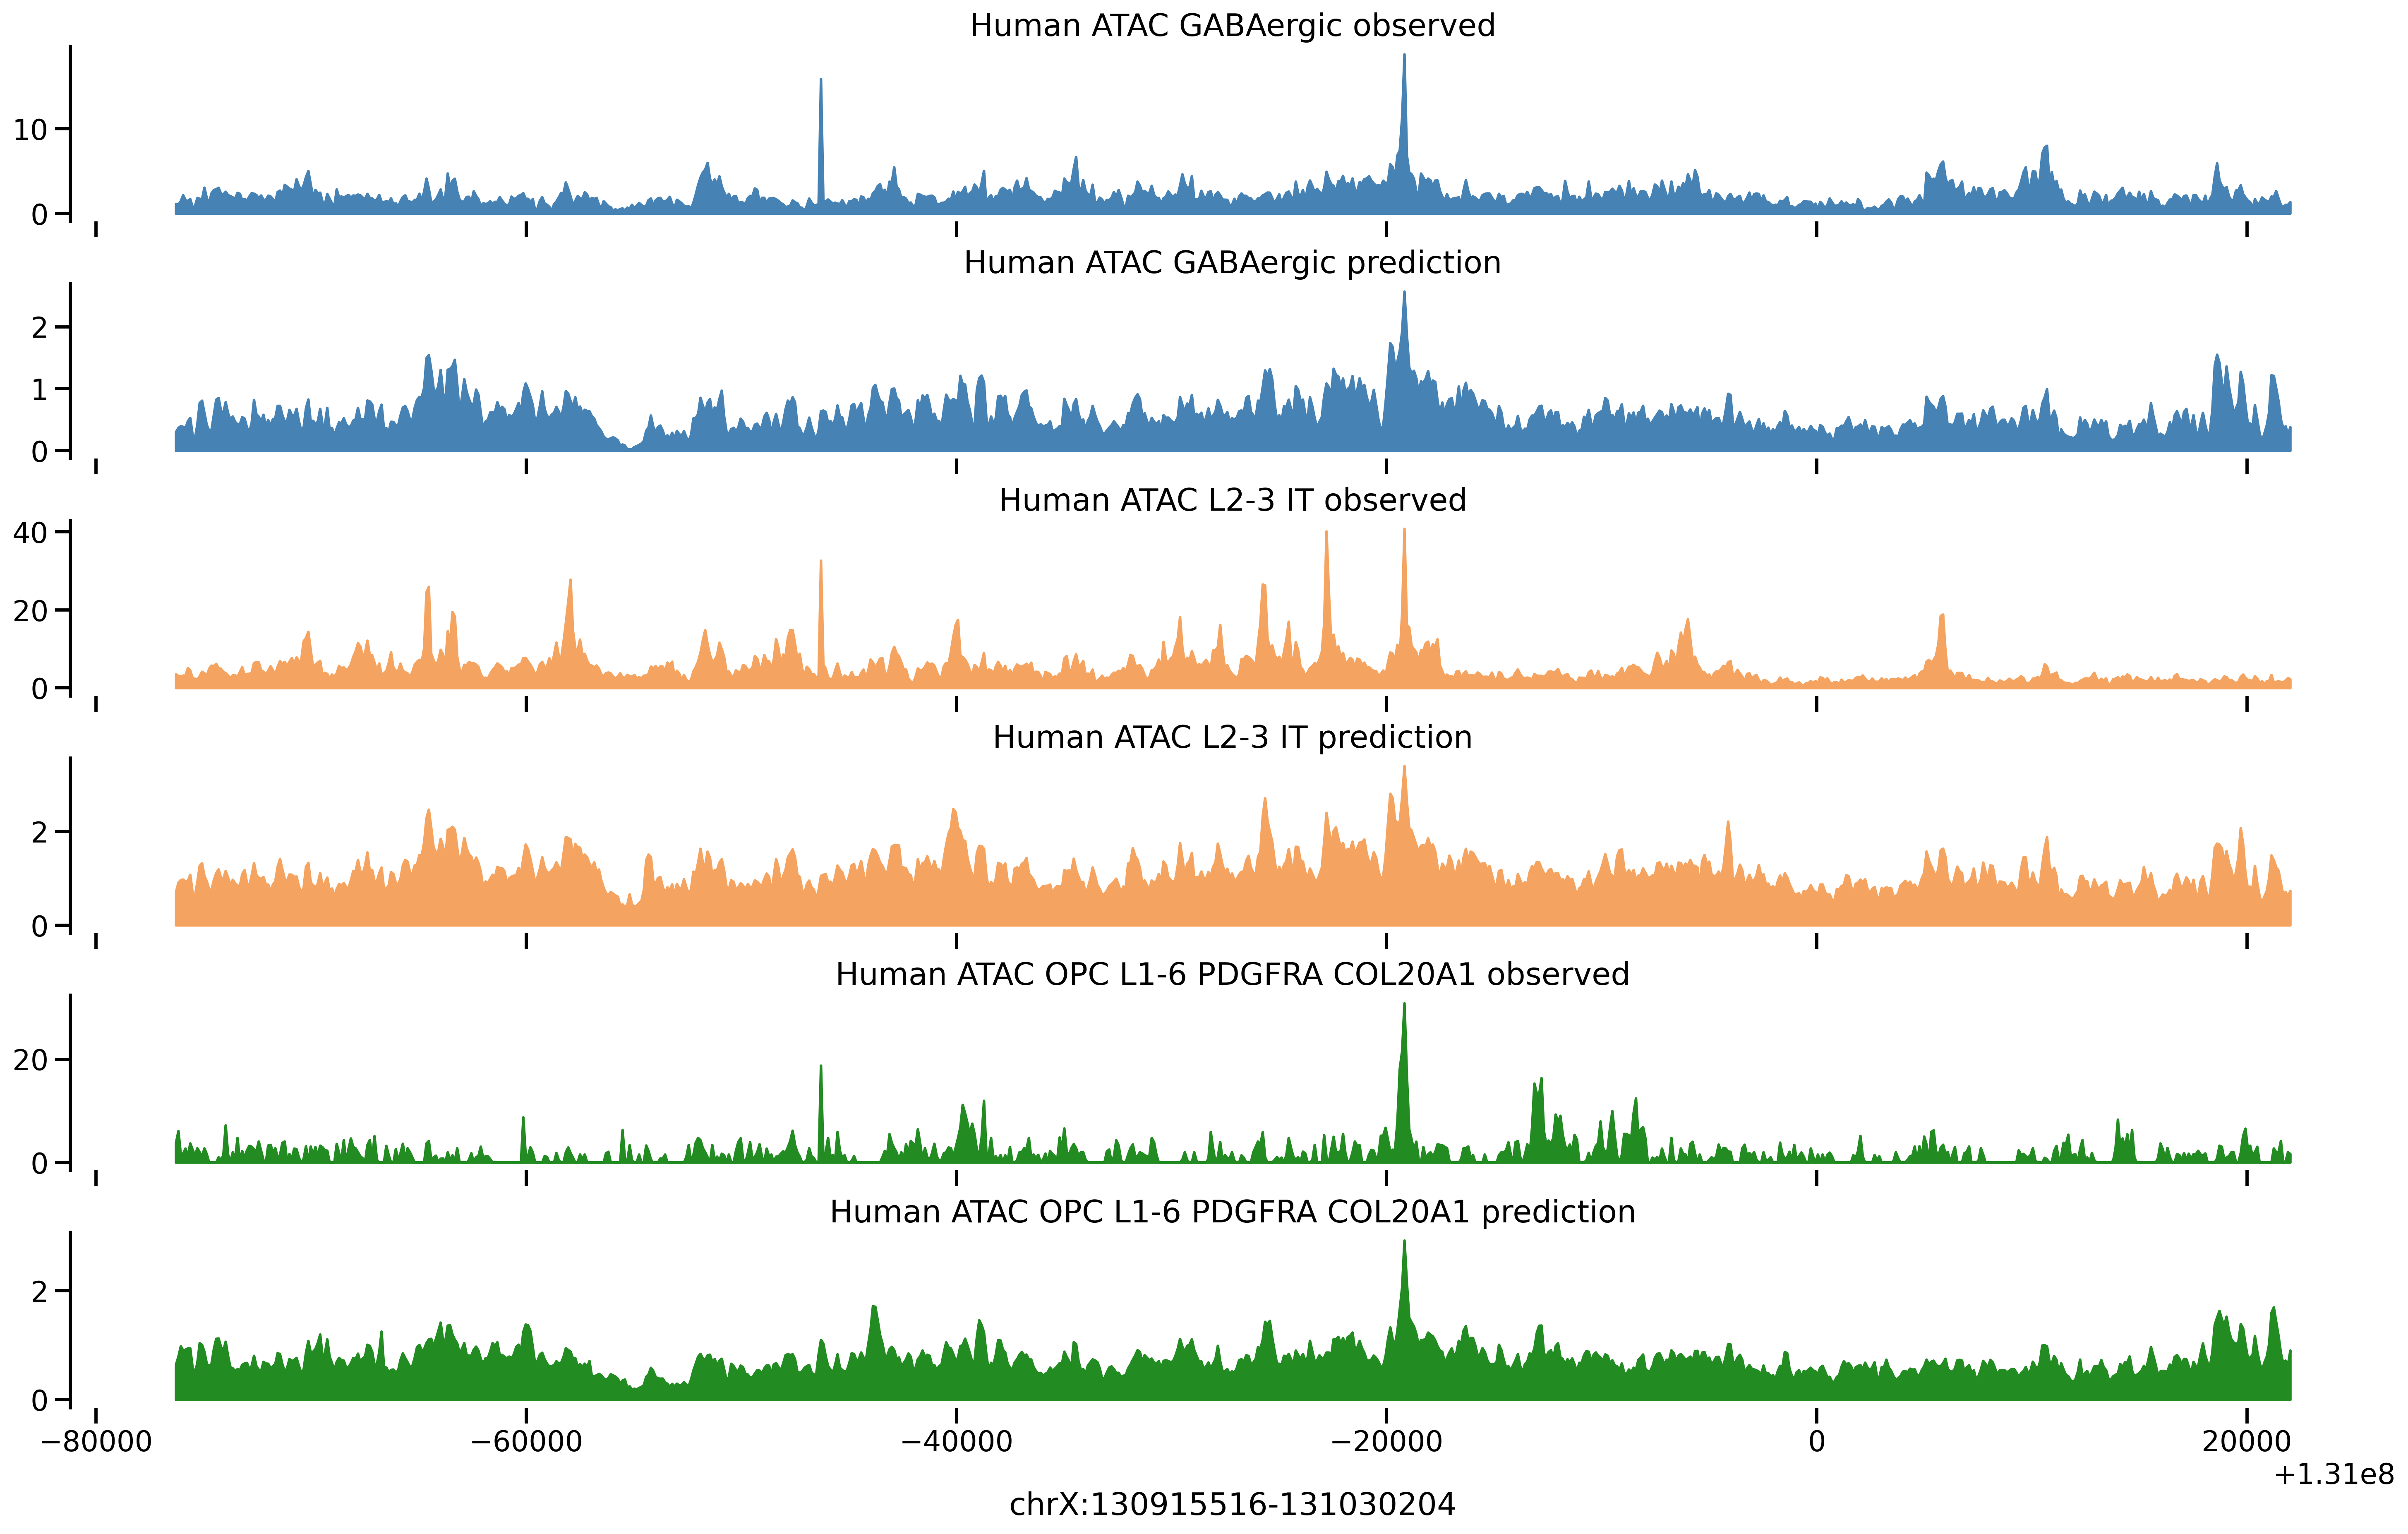 Human ATAC GABAergic observed
10
0
Human ATAC GABAergic prediction
2
1
0
Human ATAC L2-3 IT observed
40
20
0
Human ATAC L2-3 IT prediction
2
0
Human ATAC OPC L1-6 PDGFRA COL20A1 observed
20
0
Human ATAC OPC L1-6 PDGFRA COL20A1 prediction
2
0
−80000 −60000 −40000 −20000 0 20000
+1.31e8
chrX:130915516-131030204